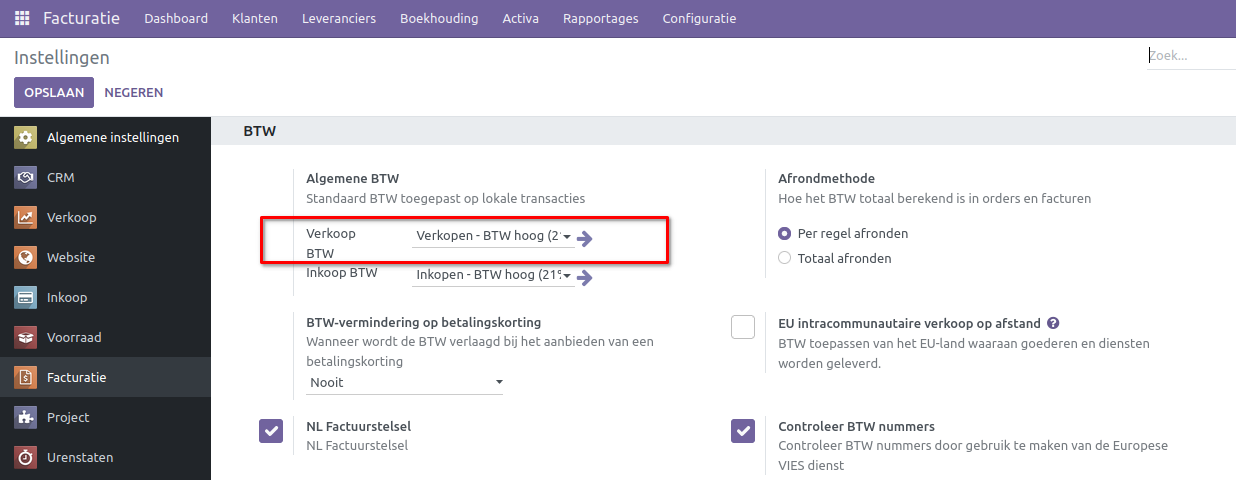 Facturatie Dashboard Klanten Leveranciers Boekhouding Activa Rapportages Configuratie
Instellingen
Zoek...
OPSLAAN NEGEREN
Algemene instellingen
CRM
Verkoop
Website
Inkoop
Voorraad
Facturatie
Project
Urenstaten
BTW
Algemene BTW
Standaard BTW toegepast op lokale transacties
Verkoop
BTW
Verkopen - BTW hoog (2
Inkoop BTW
Inkopen - BTW hoog (21%
Afrondmethode
Hoe het BTW totaal berekend is in orders en facturen
Per regel afronden
Totaal afronden
BTW-vermindering op betalingskorting
Wanneer wordt de BTW verlaagd bij het aanbieden van een
betalingskorting
Nooit
EU intracommunautaire verkoop op afstand ?
BTW toepassen van het EU-land waaraan goederen en diensten
worden geleverd.
NL Factuurstelsel
NL Factuurstelsel
Controleer BTW nummers
Controleer BTW nummers door gebruik te maken van de Europese
VIES dienst